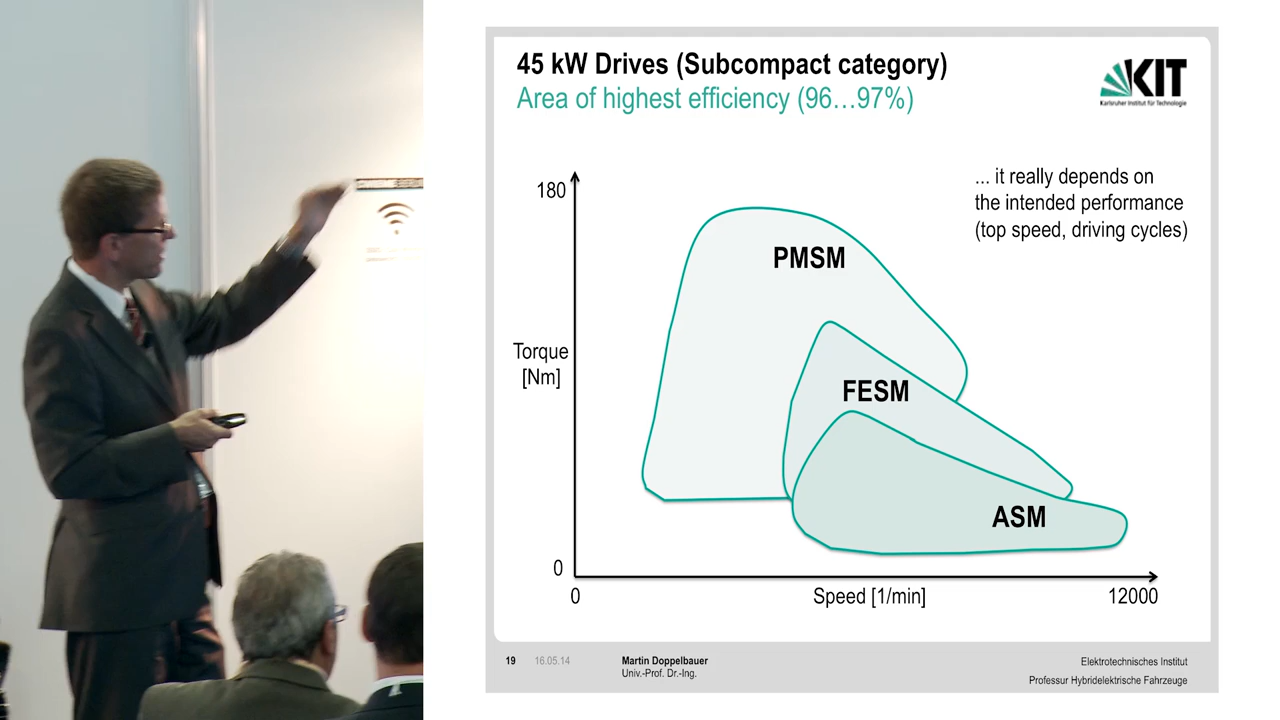 45 kW Drives (Subcompact category)
Area of highest efficiency (96…97%)
KIT
Karlsruher Institut für Technologie
... it really depends on
the intended performance
(top speed, driving cycles)
180
PMSM
Torque
[Nm]
FESM
ASM
0
0
Speed [1/min]
12000
19
16.05.14
Martin Doppelbauer
Univ.-Prof. Dr.-Ing.
Elektrotechnisches Institut
Professur Hybridelektrische Fahrzeuge